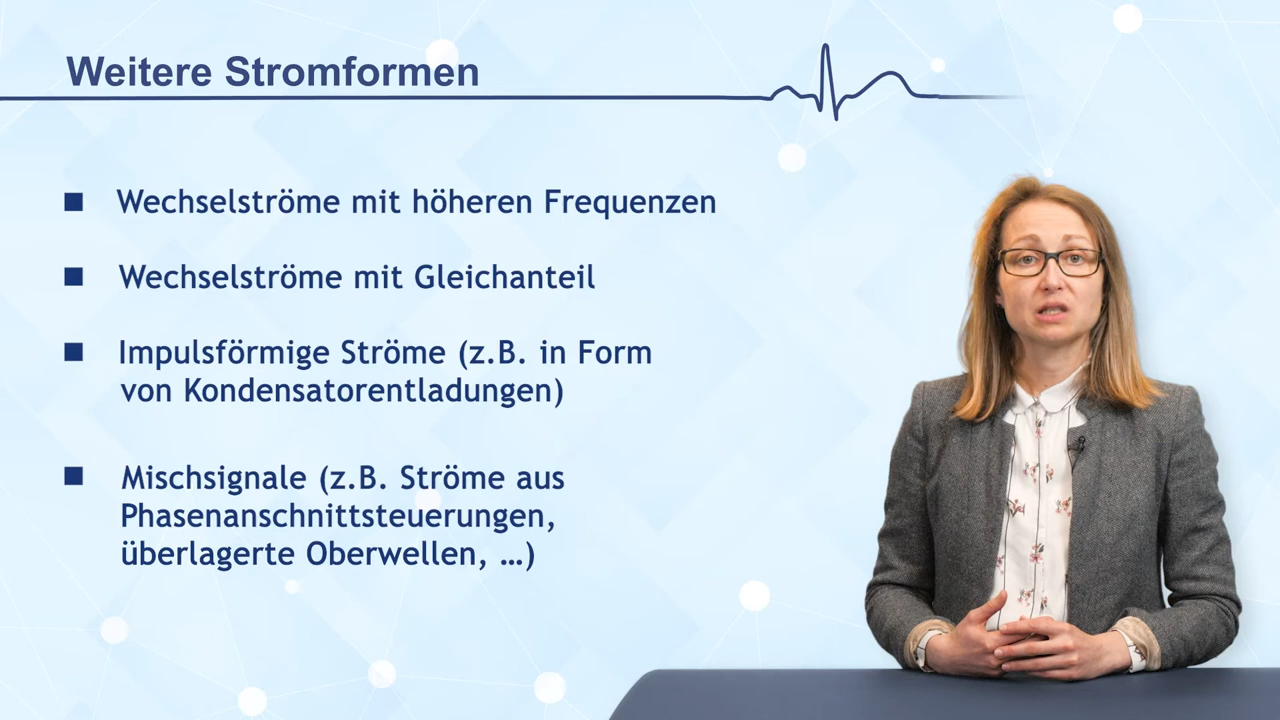 Weitere Stromformen
Wechselströme mit höheren Frequenzen
Wechselströme mit Gleichanteil
Impulsförmige Ströme (z.B. in Form
von Kondensatorentladungen)
Mischsignale (z.B. Ströme aus
Phasenanschnittsteuerungen,
überlagerte Oberwellen, ...)